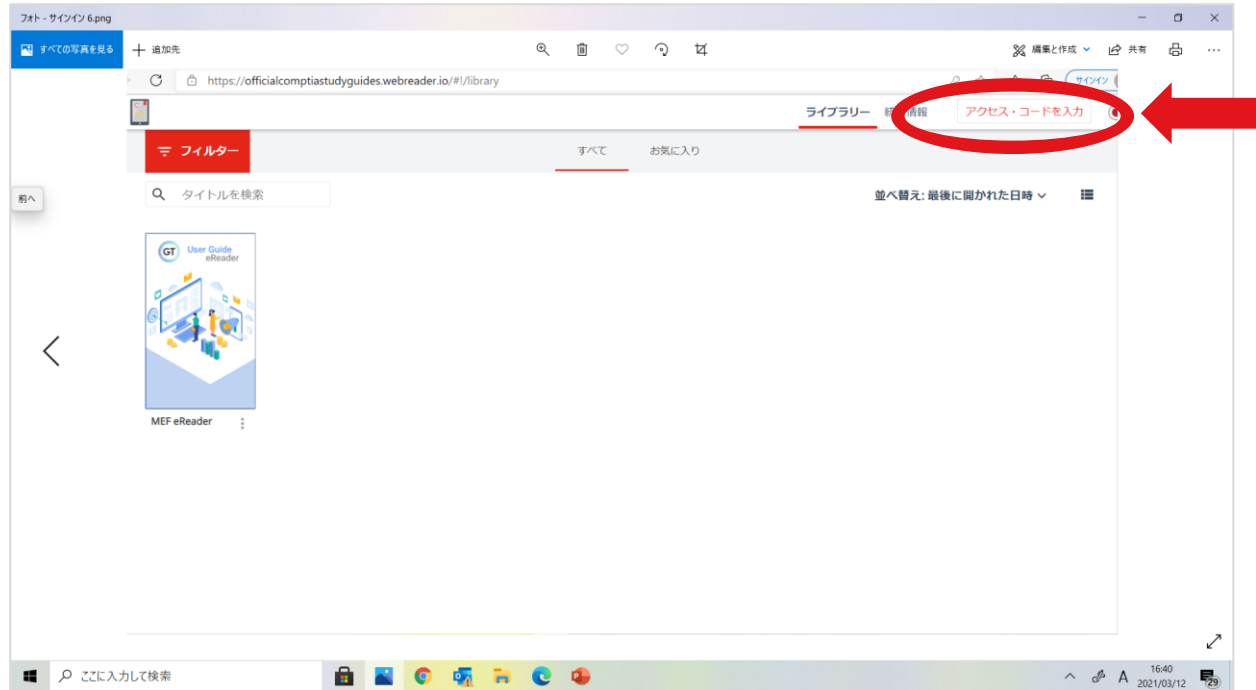 フォト - サインイン 6.png
すべての写真を見る
追加先
編集と作成
共有
https://officialcomptiastudyguides.webreader.io/#!/library
サインイン
ライブラリー
情報
アクセス・コードを入力
フィルター
すべて
お気に入り
前へ
タイトルを検索
並べ替え: 最後に開かれた日時
GT
User Guide
eReader
MEF eReader
ここに入力して検索
A
16:40
2021/03/12
29